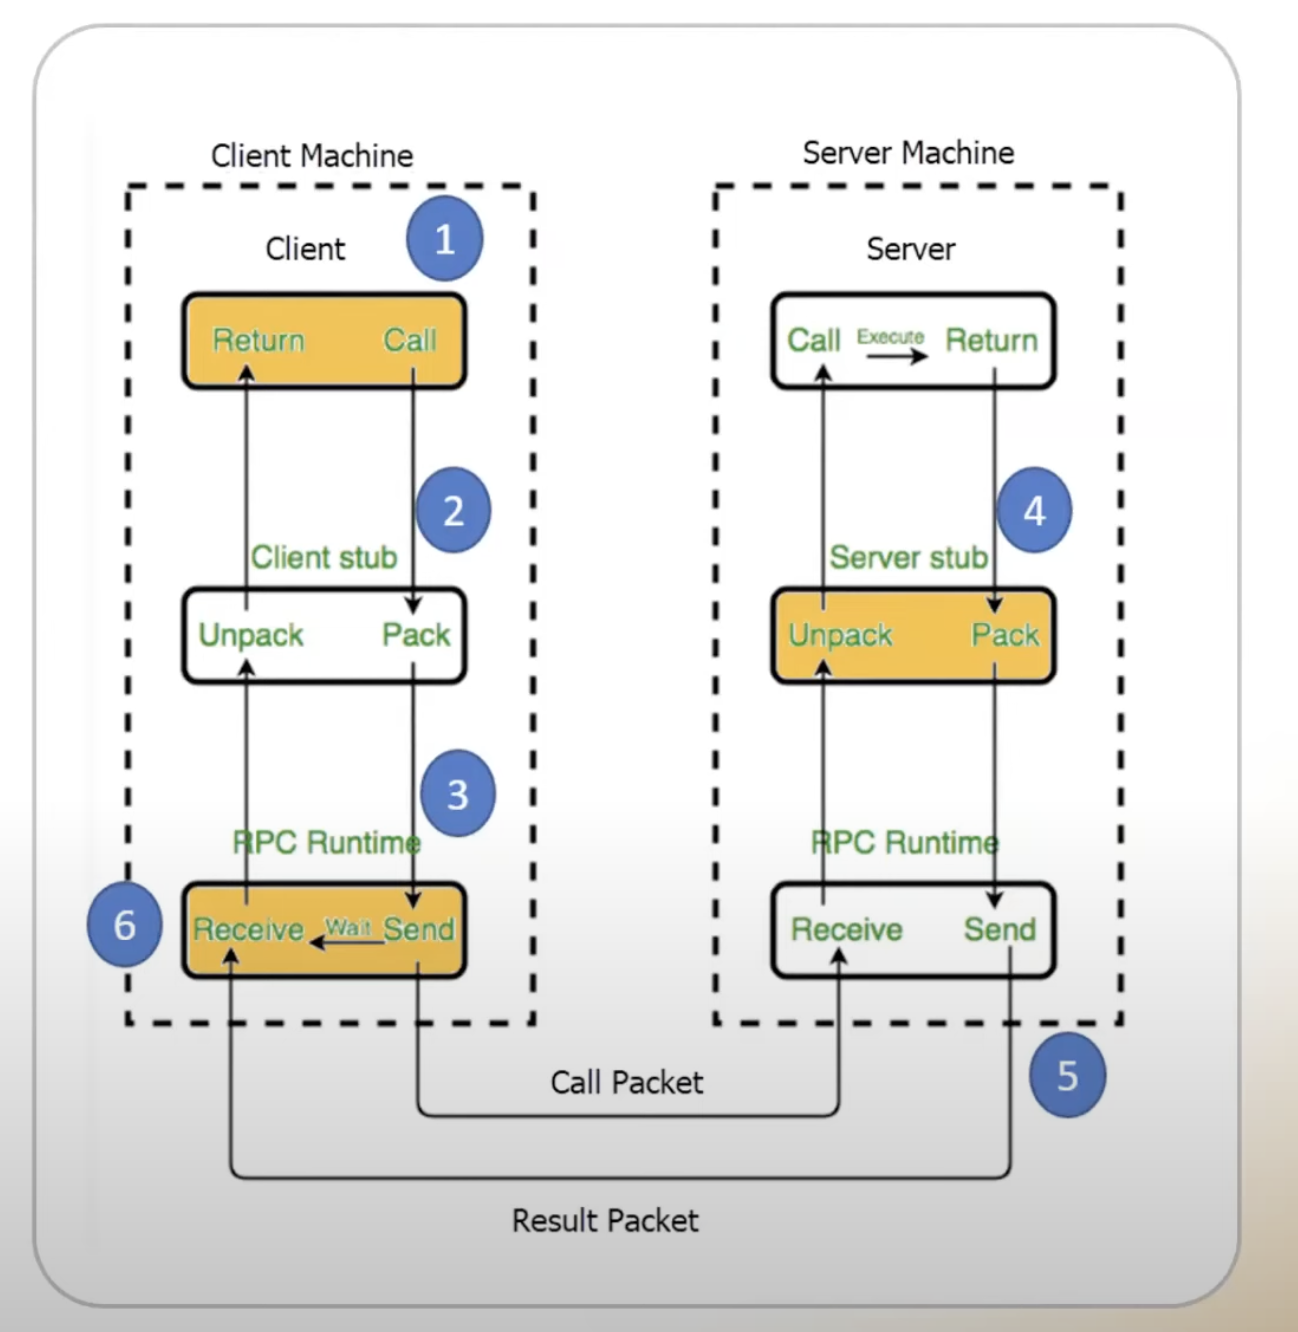 Client Machine
Server Machine
Client
1
Server
Return Call
Call Execute Return
2
4
Client stub
Server stub
Unpack Pack
Unpack Pack
3
RPC Runtime
RPC Runtime
6
Receive Wait Send
Receive Send
5
Call Packet
Result Packet